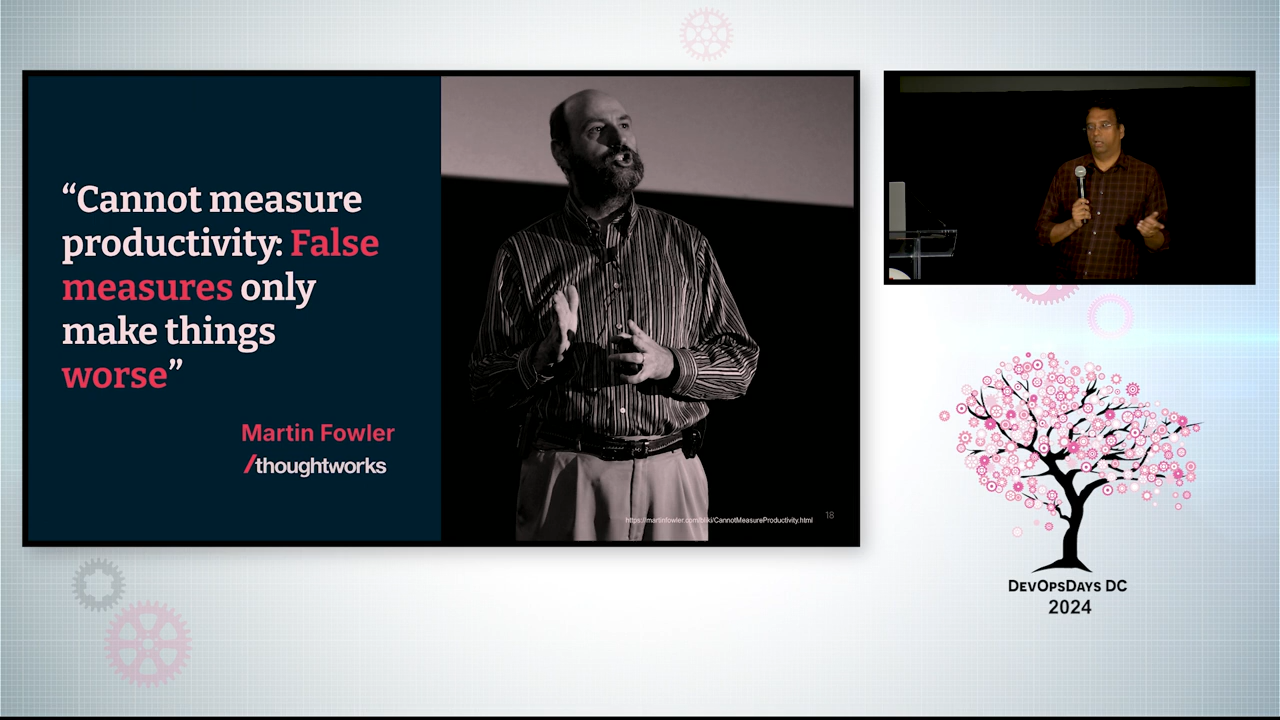 “Cannot measure
productivity: False
measures only
make things
worse”
Martin Fowler
/thoughtworks
https://martinfowler.com/bliki/CannotMeasureProductivity.html
18
DevOpsDays DC
2024